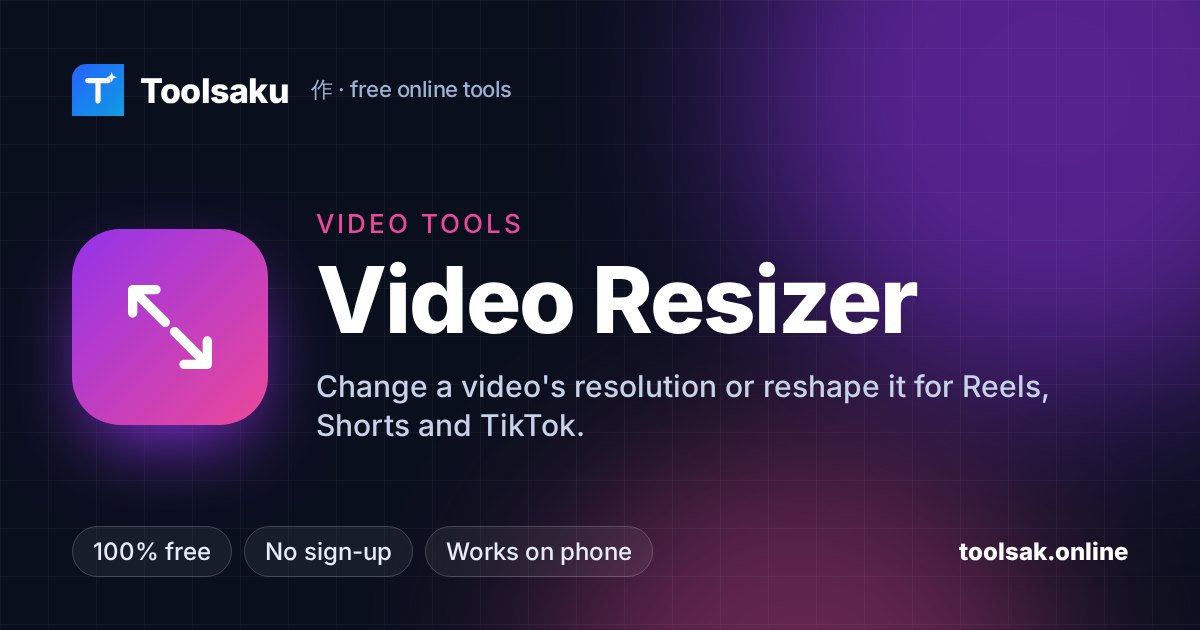 Toolsaku 作 · free online tools
VIDEO TOOLS
Video Resizer
Change a video's resolution or reshape it for Reels,
Shorts and TikTok.
100% free No sign-up Works on phone toolsak.online